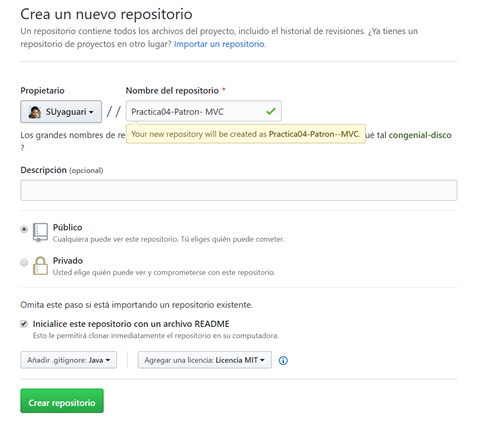 Crea un nuevo repositorio
Un repositorio contiene todos los archivos del proyecto, incluido el historial de revisiones. ¿Ya tienes un
repositorio de proyectos en otro lugar? Importar un repositorio.
Propietario
Nombre del repositorio *
SUyaguari
//
Practica04-Patron- MVC
Your new repository will be created as Practica04-Patron--MVC.
Los grandes nombres de re
ué tal congenial-disco
?
Descripción (opcional)
Público
Cualquiera puede ver este repositorio. Tú eliges quién puede cometer.
Privado
Usted elige quién puede ver y comprometerse con este repositorio.
Omita este paso si está importando un repositorio existente.
Inicialice este repositorio con un archivo README
Esto le permitirá clonar inmediatamente el repositorio en su computadora.
Añadir .gitignore: Java
Agregar una licencia: Licencia MIT
Crear repositorio